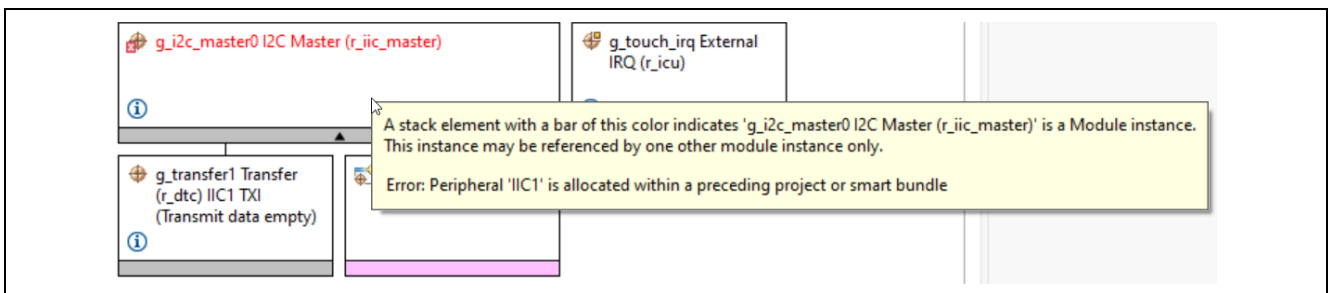 g_i2c_master0 I2C Master (r_iic_master)
g_touch_irq External
IRQ (r_icu)
A stack element with a bar of this color indicates 'g_i2c_master0 I2C Master (r_iic_master)' is a Module instance.
This instance may be referenced by one other module instance only.
Error: Peripheral 'IIC1' is allocated within a preceding project or smart bundle
g_transfer1 Transfer
(r_dtc) IIC1 TXI
(Transmit data empty)